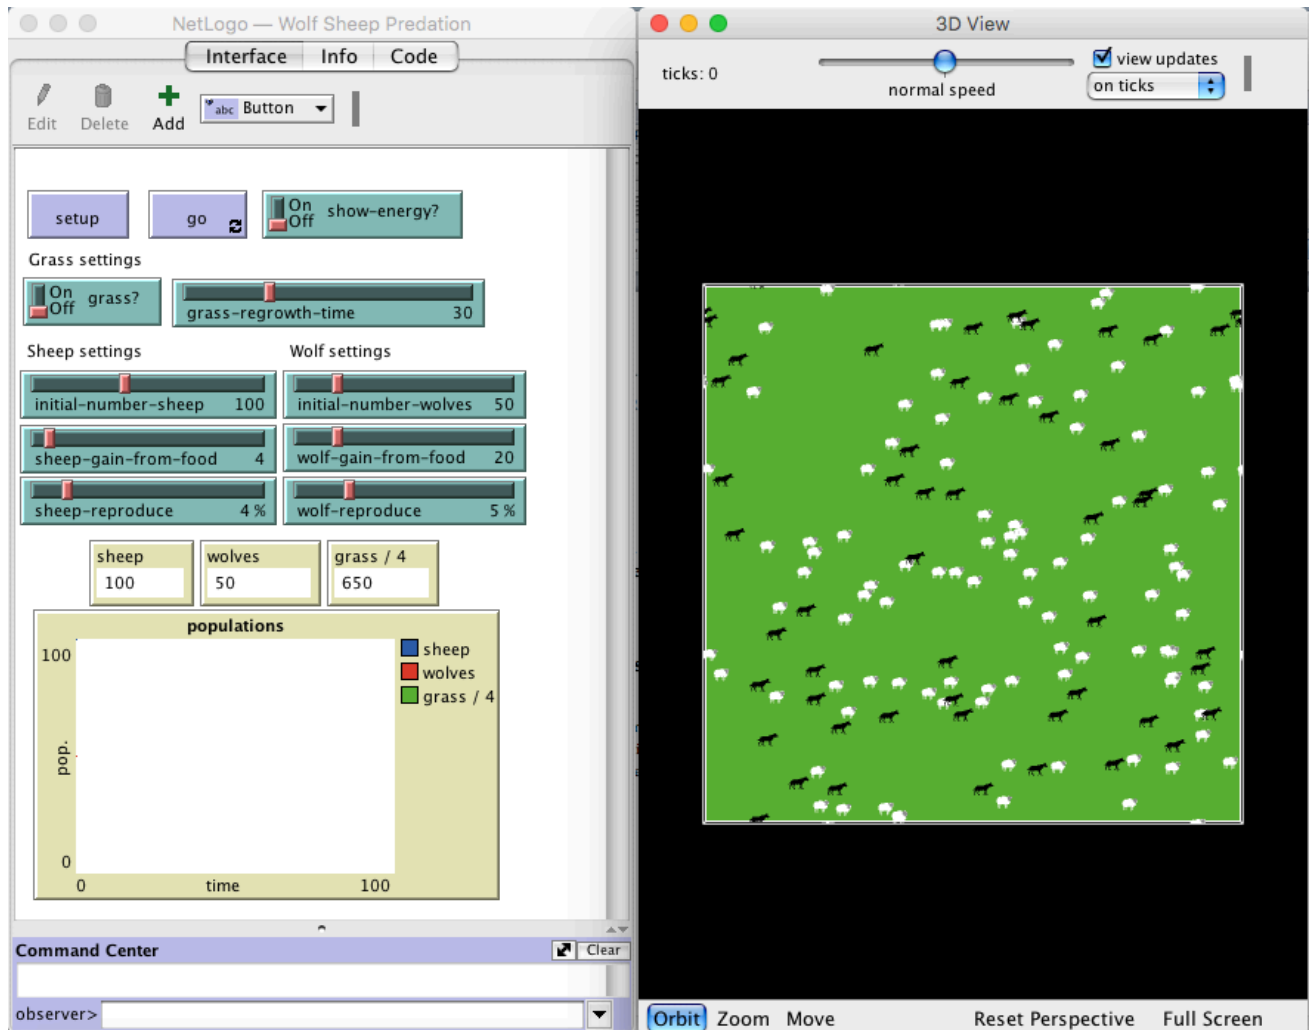 NetLogo — Wolf Sheep Predation
Interface Info Code
Edit Delete Add abc Button
setup go On Off show-energy?
Grass settings
On Off grass? grass-regrowth-time 30
Sheep settings Wolf settings
initial-number-sheep 100 initial-number-wolves 50
sheep-gain-from-food 4 wolf-gain-from-food 20
sheep-reproduce 4 % wolf-reproduce 5 %
sheep wolves grass / 4
100 50 650
populations
100
pop.
0
0 time 100
sheep
wolves
grass / 4
Command Center Clear
observer>
3D View
ticks: 0
normal speed
view updates
on ticks
Orbit Zoom Move Reset Perspective Full Screen